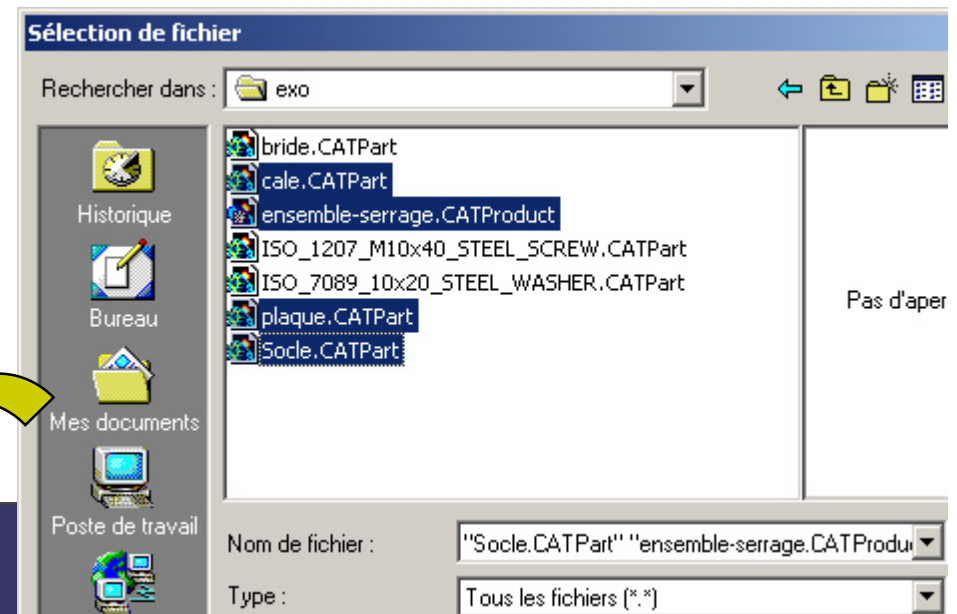 Sélection de fichier
Rechercher dans : exo
bride.CATPart
cale.CATPart
ensemble-serrage.CATProduct
ISO_1207_M10x40_STEEL_SCREW.CATPart
ISO_7089_10x20_STEEL_WASHER.CATPart
plaque.CATPart
Socle.CATPart
Historique
Bureau
Mes documents
Poste de travail
Pas d'aper
Nom de fichier : "Socle.CATPart" "ensemble-serrage.CATProdu
Type : Tous les fichiers (*.*)